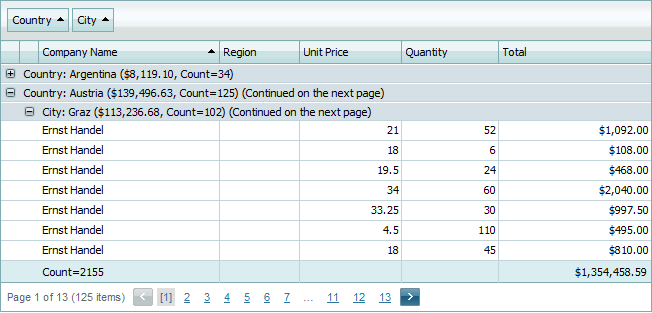 Country City
Company Name Region Unit Price Quantity Total
Country: Argentina ($8,119.10, Count=34)
Country: Austria ($139,496.63, Count=125) (Continued on the next page)
City: Graz ($113,236.68, Count=102) (Continued on the next page)
Ernst Handel 21 52 $1,092.00
Ernst Handel 18 6 $108.00
Ernst Handel 19.5 24 $468.00
Ernst Handel 34 60 $2,040.00
Ernst Handel 33.25 30 $997.50
Ernst Handel 4.5 110 $495.00
Ernst Handel 18 45 $810.00
Count=2155 $1,354,458.59
Page 1 of 13 (125 items) [1] 2 3 4 5 6 7 ... 11 12 13